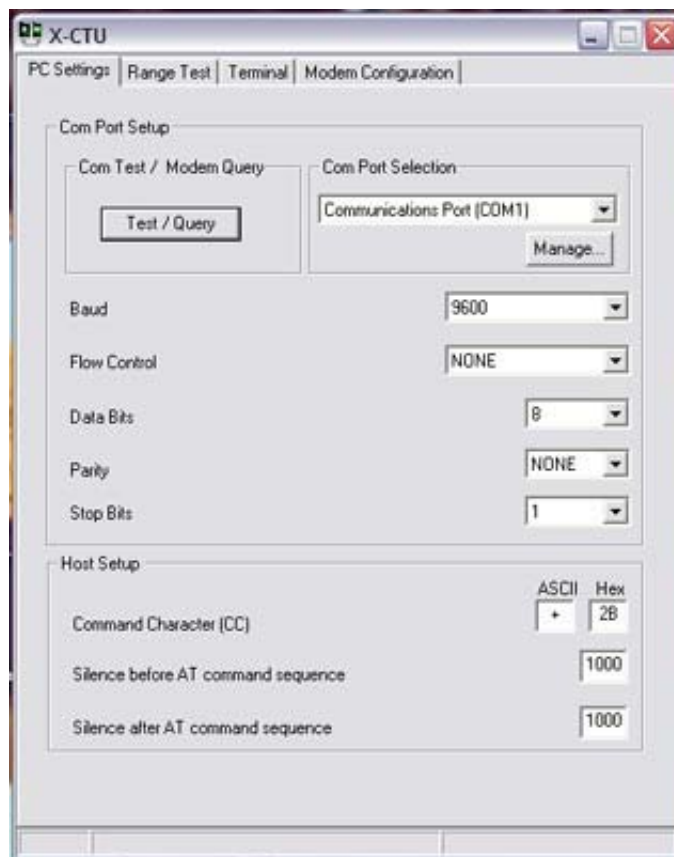 X-CTU
PC Settings Range Test Terminal Modem Configuration
Com Port Setup
Com Test / Modem Query Com Port Selection
Test / Query
Communications Port (COM1)
Manage...
Baud 9600
Flow Control NONE
Data Bits 8
Parity NONE
Stop Bits 1
Host Setup
ASCII Hex
Command Character (CC) + 2B
Silence before AT command sequence 1000
Silence after AT command sequence 1000